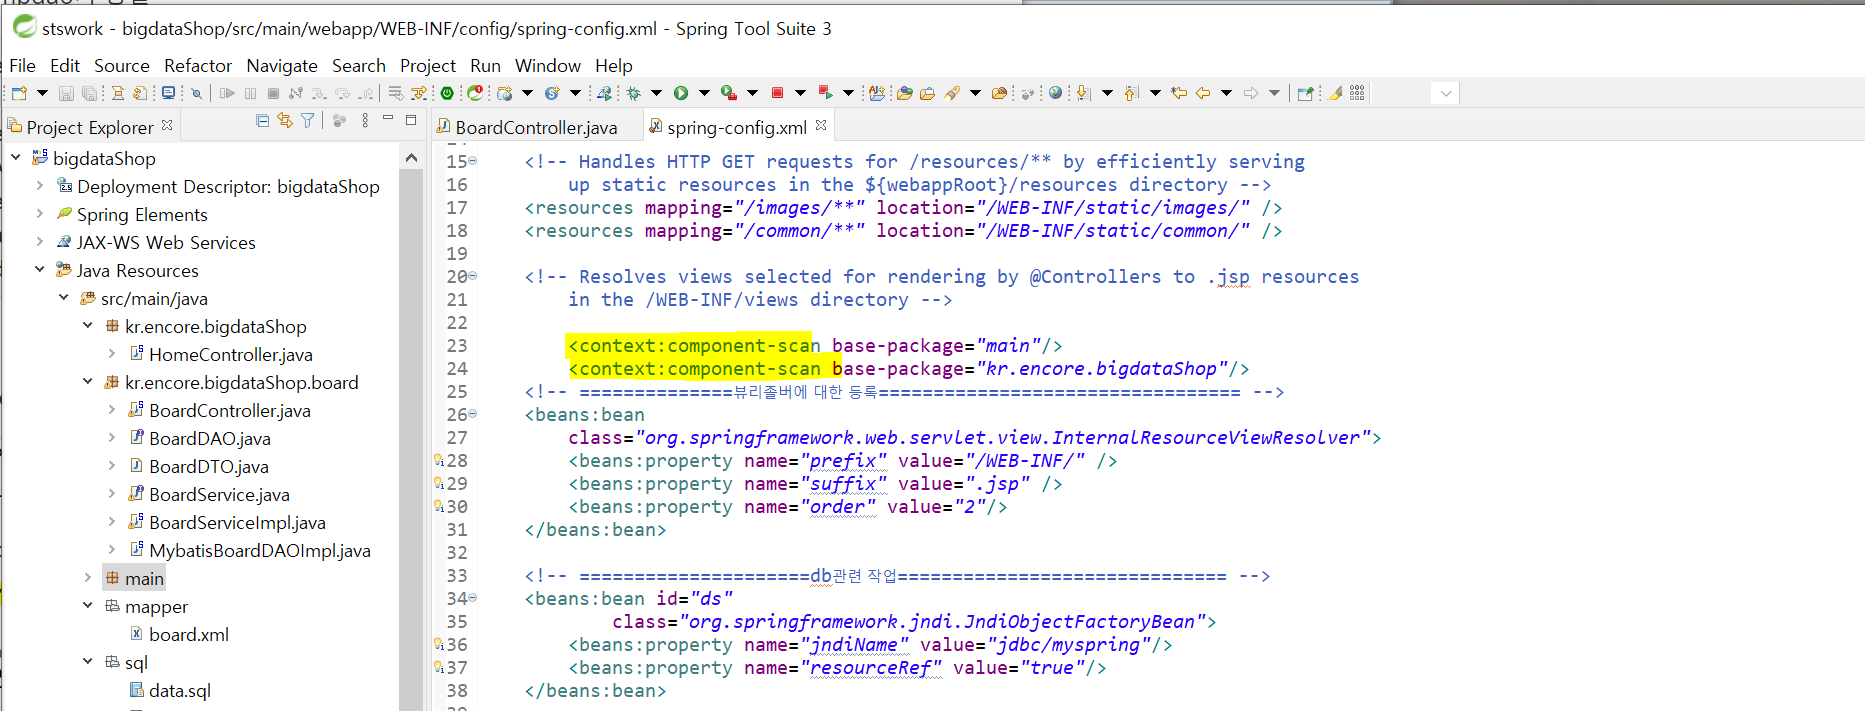 stswork - bigdataShop/src/main/webapp/WEB-INF/config/spring-config.xml - Spring Tool Suite 3
File Edit Source Refactor Navigate Search Project Run Window Help
Project Explorer
BoardController.java
spring-config.xml
bigdataShop
Deployment Descriptor: bigdataShop
Spring Elements
JAX-WS Web Services
Java Resources
src/main/java
kr.encore.bigdataShop
HomeController.java
kr.encore.bigdataShop.board
BoardController.java
BoardDAO.java
BoardDTO.java
BoardService.java
BoardServiceImpl.java
MybatisBoardDAOImpl.java
main
mapper
board.xml
sql
data.sql
15 <!-- Handles HTTP GET requests for /resources/** by efficiently serving
16 up static resources in the ${webappRoot}/resources directory -->
17 <resources mapping="/images/**" location="/WEB-INF/static/images/" />
18 <resources mapping="/common/**" location="/WEB-INF/static/common/" />
19
20 <!-- Resolves views selected for rendering by @Controllers to .jsp resources
21 in the /WEB-INF/views directory -->
22
23 <context:component-scan base-package="main"/>
24 <context:component-scan base-package="kr.encore.bigdataShop"/>
25 <!-- ==============뷰리졸버에 대한 등록================================= -->
26 <beans:bean
27 class="org.springframework.web.servlet.view.InternalResourceViewResolver">
28 <beans:property name="prefix" value="/WEB-INF/" />
29 <beans:property name="suffix" value=".jsp" />
30 <beans:property name="order" value="2"/>
31 </beans:bean>
32
33 <!-- =====================db관련 작업============================== -->
34 <beans:bean id="ds"
35 class="org.springframework.jndi.JndiObjectFactoryBean">
36 <beans:property name="jndiName" value="jdbc/myspring"/>
37 <beans:property name="resourceRef" value="true"/>
38 </beans:bean>